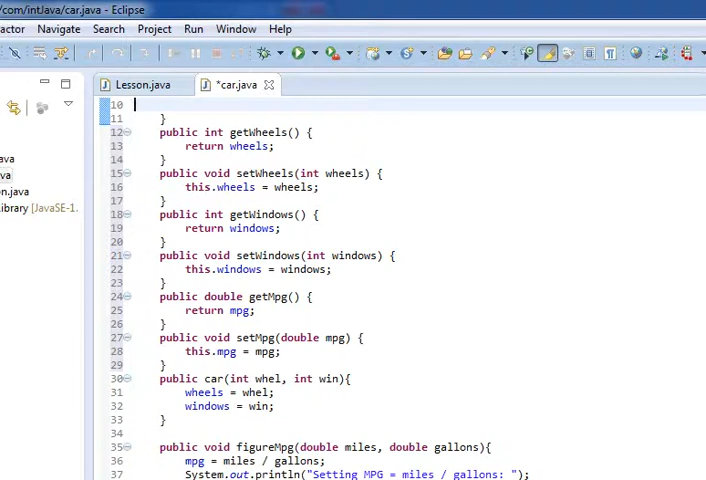 /com/intJava/car.java - Eclipse
actor Navigate Search Project Run Window Help
Lesson.java *car.java
10
11 }
12 public int getWheels() {
13 return wheels;
14 }
15 public void setWheels(int wheels) {
16 this.wheels = wheels;
17 }
18 public int getWindows() {
19 return windows;
20 }
21 public void setWindows(int windows) {
22 this.windows = windows;
23 }
24 public double getMpg() {
25 return mpg;
26 }
27 public void setMpg(double mpg) {
28 this.mpg = mpg;
29 }
30 public car(int whel, int win){
31 wheels = whel;
32 windows = win;
33 }
34
35 public void figureMpg(double miles, double gallons){
36 mpg = miles / gallons;
37 System.out.println("Setting MPG = miles / gallons: ");
ava
va
n.java
ibrary [JavaSE-1.